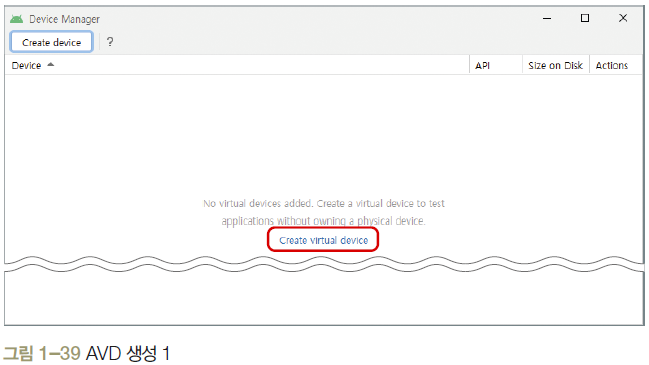 Device Manager
Create device ?
Device API Size on Disk Actions
No virtual devices added. Create a virtual device to test
applications without owning a physical device.
Create virtual device
그림 1-39 AVD 생성 1